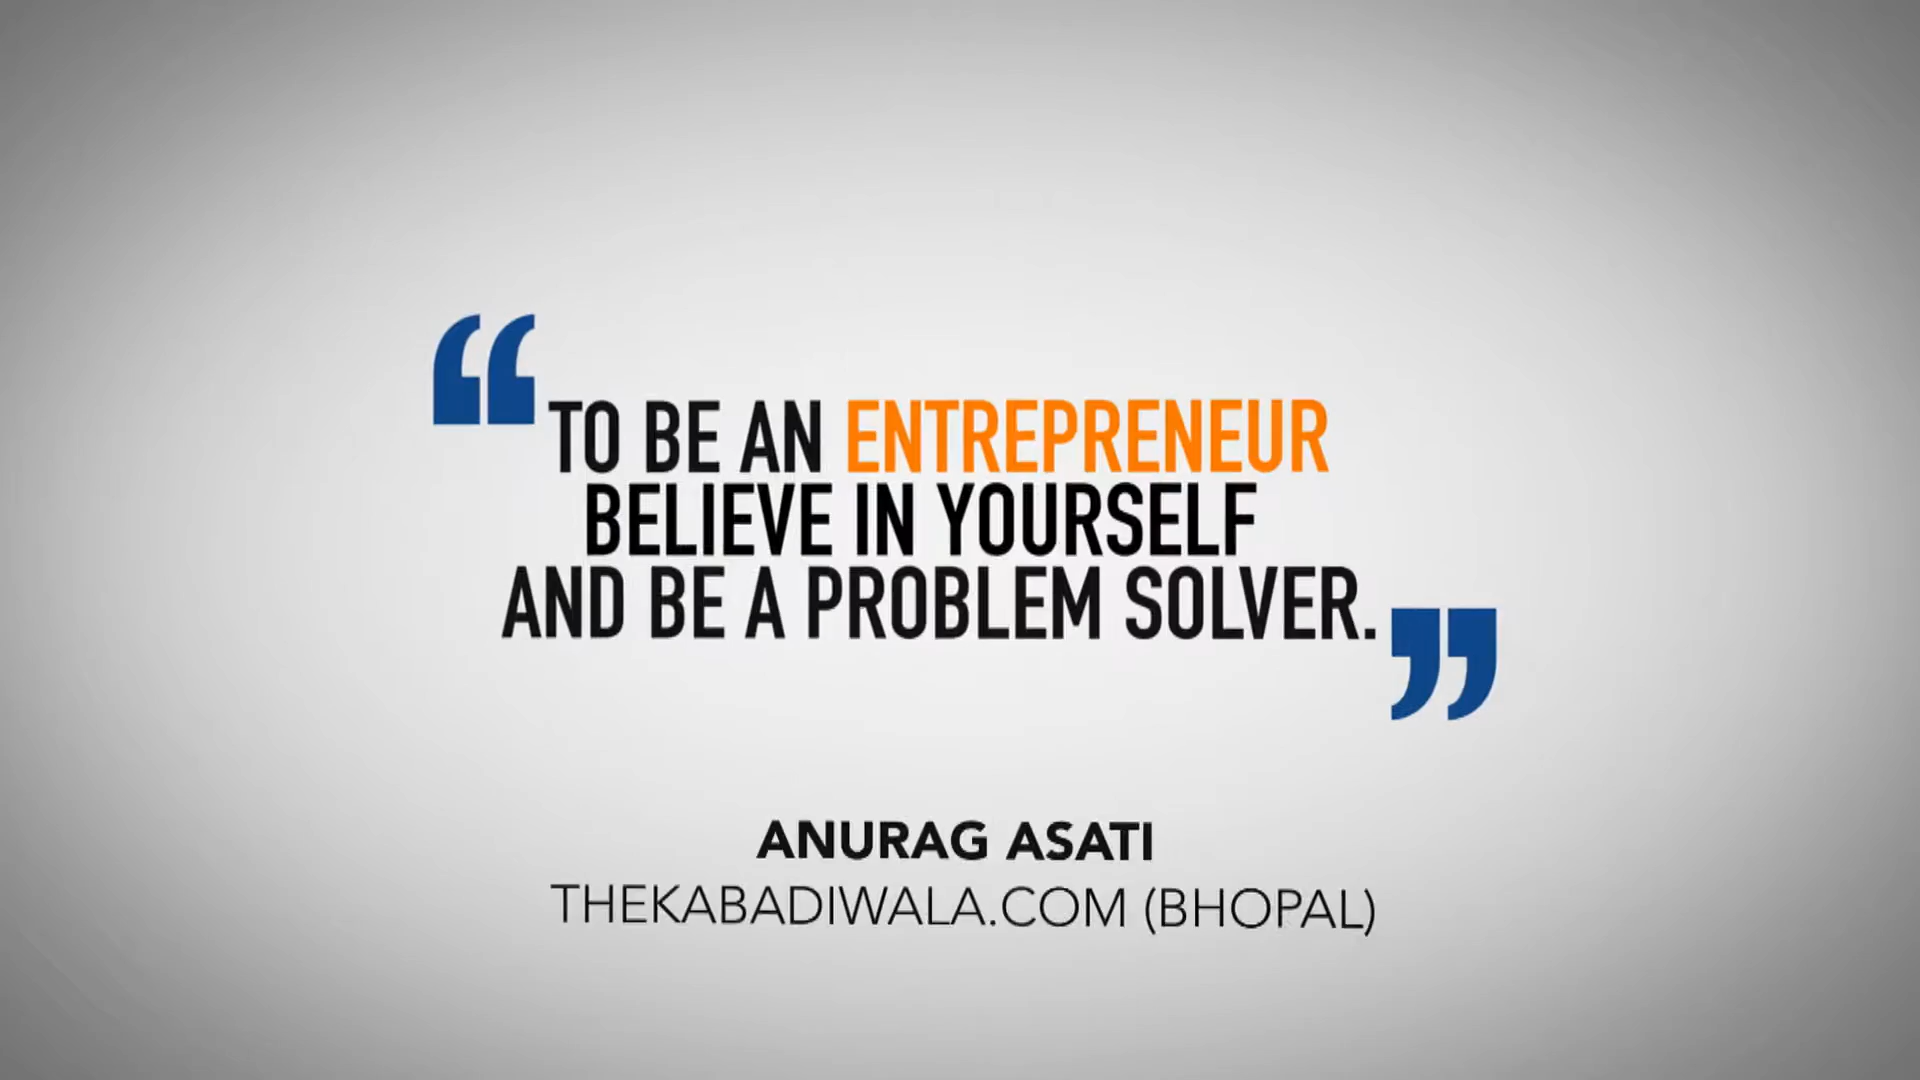 “TO BE AN ENTREPRENEUR
BELIEVE IN YOURSELF
AND BE A PROBLEM SOLVER.”
ANURAG ASATI
THEKABADIWALA.COM (BHOPAL)